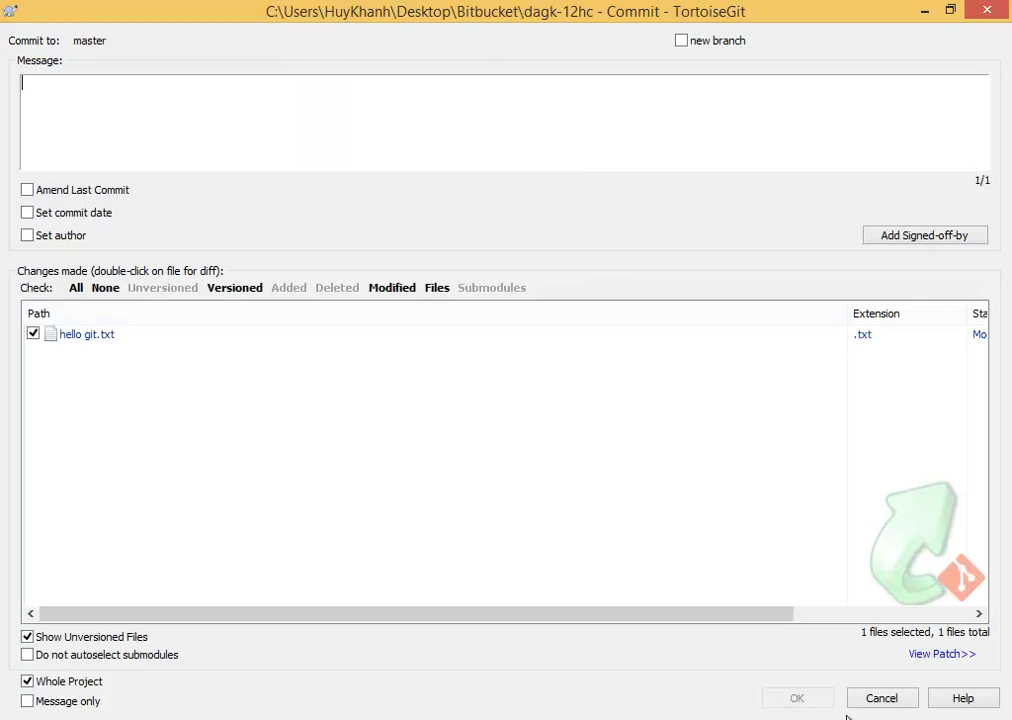 C:\Users\HuyKhanh\Desktop\Bitbucket\dagk-12hc - Commit - TortoiseGit
Commit to: master
new branch
Message:
1/1
Amend Last Commit
Set commit date
Set author
Add Signed-off-by
Changes made (double-click on file for diff):
Check: All None Unversioned Versioned Added Deleted Modified Files Submodules
Path Extension Sta
hello git.txt .txt Mo
Show Unversioned Files
1 files selected, 1 files total
Do not autoselect submodules
View Patch>>
Whole Project
Message only
OK Cancel Help